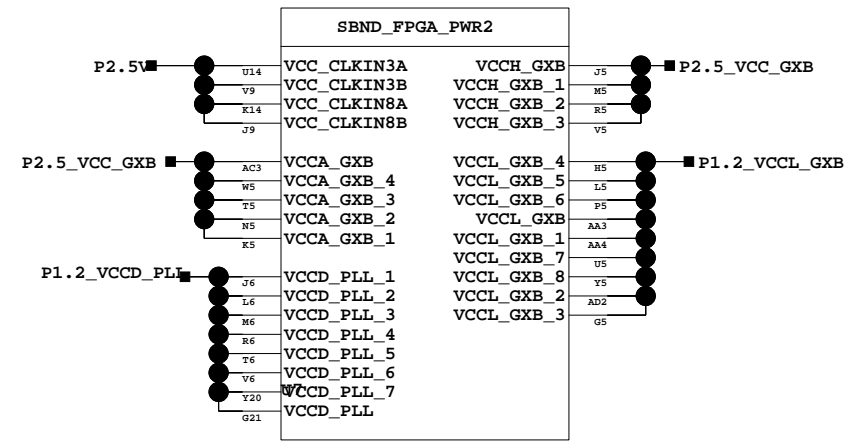 SBND_FPGA_PWR2
P2.5V U14 VCC_CLKIN3A VCCH_GXB J5 P2.5_VCC_GXB
V9 VCC_CLKIN3B VCCH_GXB_1 M5
K14 VCC_CLKIN8A VCCH_GXB_2 R5
J9 VCC_CLKIN8B VCCH_GXB_3 V5
P2.5_VCC_GXB AC3 VCCA_GXB VCCL_GXB_4 H5 P1.2_VCCL_GXB
W5 VCCA_GXB_4 VCCL_GXB_5 L5
T5 VCCA_GXB_3 VCCL_GXB_6 P5
N5 VCCA_GXB_2 VCCL_GXB AA3
K5 VCCA_GXB_1 VCCL_GXB_1 AA4
VCCL_GXB_7 U5
P1.2_VCCD_PLL J6 VCCD_PLL_1 VCCL_GXB_8 Y5
L6 VCCD_PLL_2 VCCL_GXB_2 AD2
M6 VCCD_PLL_3 VCCL_GXB_3 G5
R6 VCCD_PLL_4
T6 VCCD_PLL_5
V6 VCCD_PLL_6
Y20 U7 VCCD_PLL_7
G21 VCCD_PLL